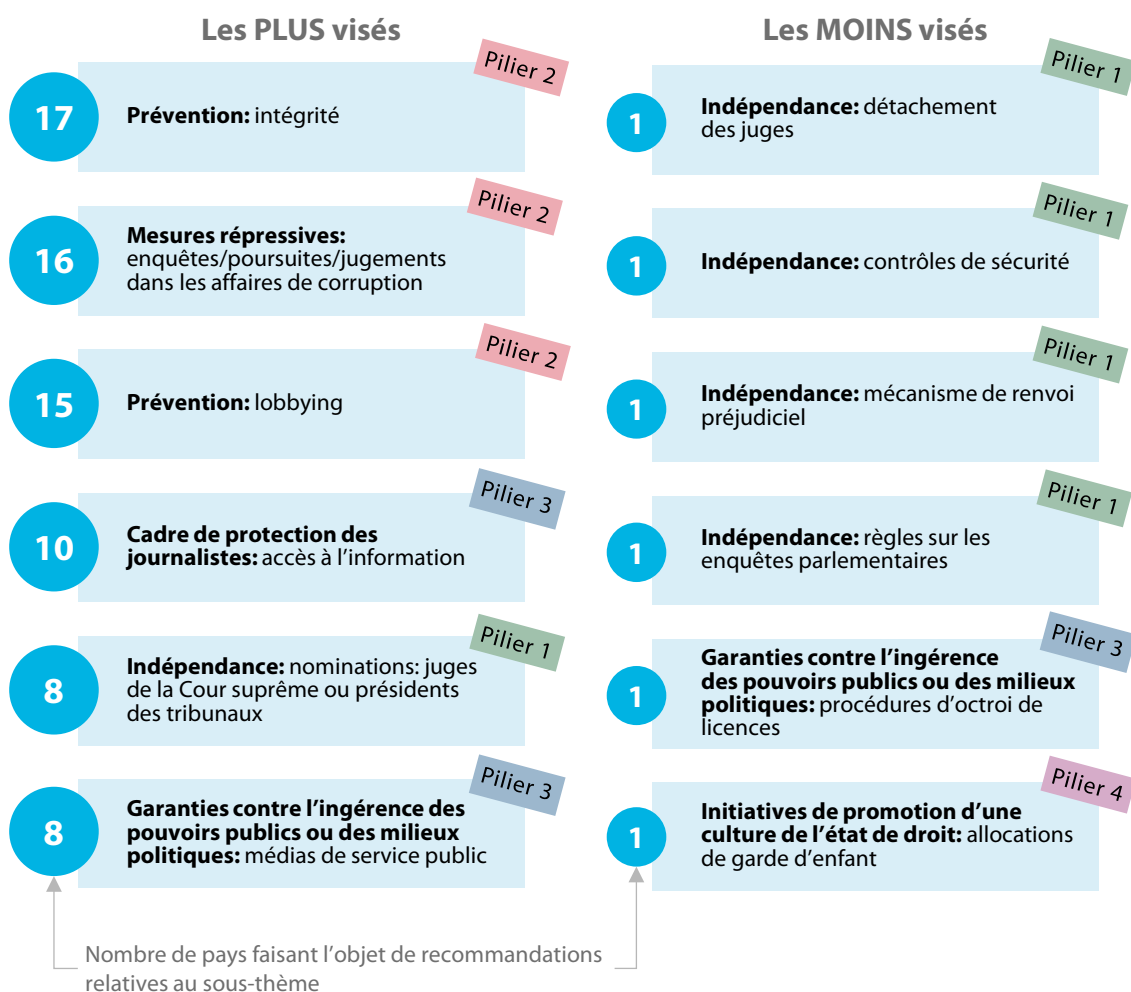 Les PLUS visés
Pilier 2
17
Prévention: intégrité
Pilier 2
16
Mesures répressives:
enquêtes/poursuites/jugements
dans les affaires de corruption
Pilier 2
15
Prévention: lobbying
Pilier 3
10
Cadre de protection des
journalistes: accès à l'information
Pilier 1
8
Indépendance: nominations: juges
de la Cour suprême ou présidents
des tribunaux
Pilier 3
8
Garanties contre l'ingérence des
pouvoirs publics ou des milieux
politiques: médias de service public
Les MOINS visés
Pilier 1
1
Indépendance: détachement
des juges
Pilier 1
1
Indépendance: contrôles de sécurité
Pilier 1
1
Indépendance: mécanisme de renvoi
préjudiciel
Pilier 1
1
Indépendance: règles sur les
enquêtes parlementaires
Pilier 3
1
Garanties contre l'ingérence
des pouvoirs publics ou des milieux
politiques: procédures d'octroi de
licences
Pilier 4
1
Initiatives de promotion d'une
culture de l'état de droit: allocations
de garde d'enfant
Nombre de pays faisant l'objet de recommandations
relatives au sous-thème